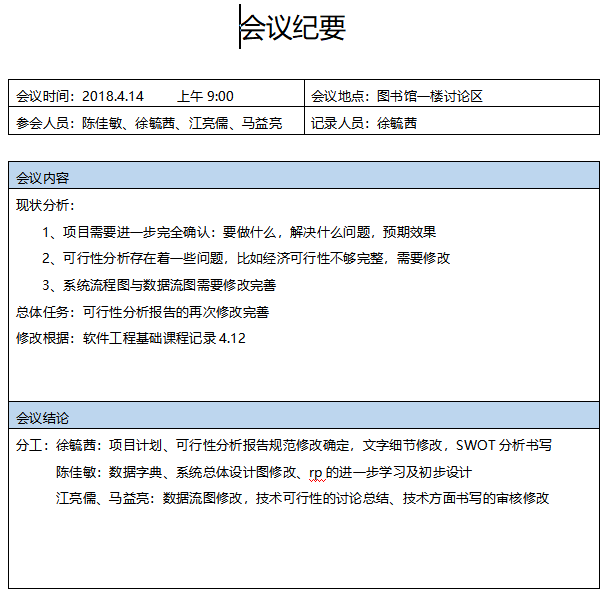 会议纪要
会议时间：2018.4.14 上午 9:00 会议地点：图书馆一楼讨论区
参会人员：陈佳敏、徐毓茜、江亮儒、马益亮 记录人员：徐毓茜
会议内容
现状分析：
1、项目需要进一步完全确认：要做什么，解决什么问题，预期效果
2、可行性分析存在着一些问题，比如经济可行性不够完整，需要修改
3、系统流程图与数据流图需要修改完善
总体任务：可行性分析报告的再次修改完善
修改根据：软件工程基础课程记录 4.12
会议结论
分工：徐毓茜：项目计划、可行性分析报告规范修改确定，文字细节修改，SWOT 分析书写
陈佳敏：数据字典、系统总体设计图修改、rp 的进一步学习及初步设计
江亮儒、马益亮：数据流图修改，技术可行性的讨论总结、技术方面书写的审核修改